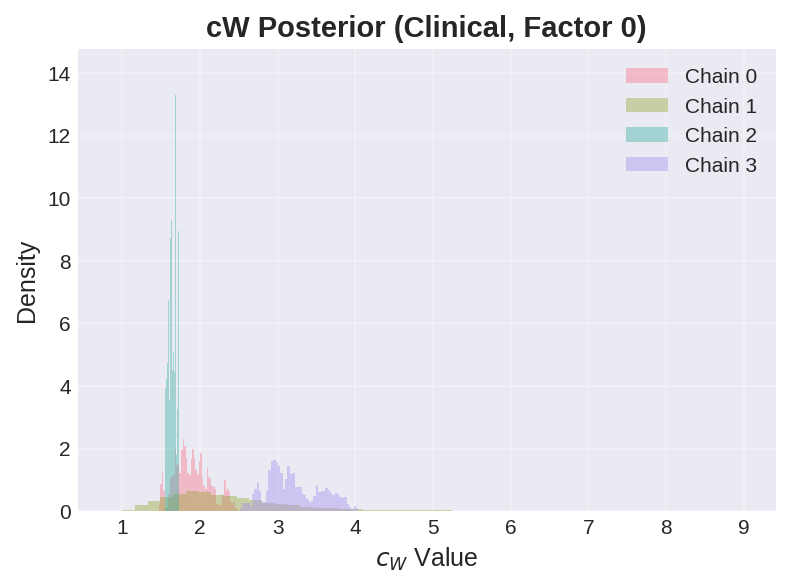 cW Posterior (Clinical, Factor 0)
Chain 0
Chain 1
Chain 2
Chain 3
Density
14
12
10
8
6
4
2
0
1 2 3 4 5 6 7 8 9
c_W Value